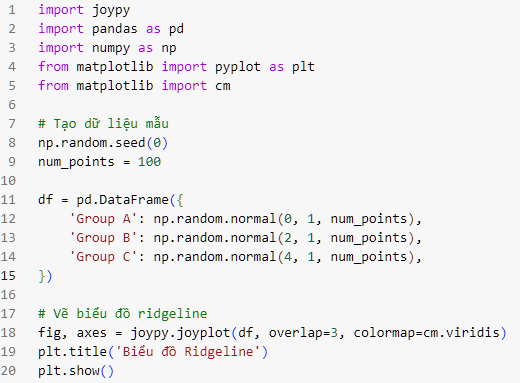 1 import joypy
2 import pandas as pd
3 import numpy as np
4 from matplotlib import pyplot as plt
5 from matplotlib import cm
6
7 # Tạo dữ liệu mẫu
8 np.random.seed(0)
9 num_points = 100
10
11 df = pd.DataFrame({
12     'Group A': np.random.normal(0, 1, num_points),
13     'Group B': np.random.normal(2, 1, num_points),
14     'Group C': np.random.normal(4, 1, num_points),
15 })
16
17 # Vẽ biểu đồ ridgeline
18 fig, axes = joypy.joyplot(df, overlap=3, colormap=cm.viridis)
19 plt.title('Biểu đồ Ridgeline')
20 plt.show()